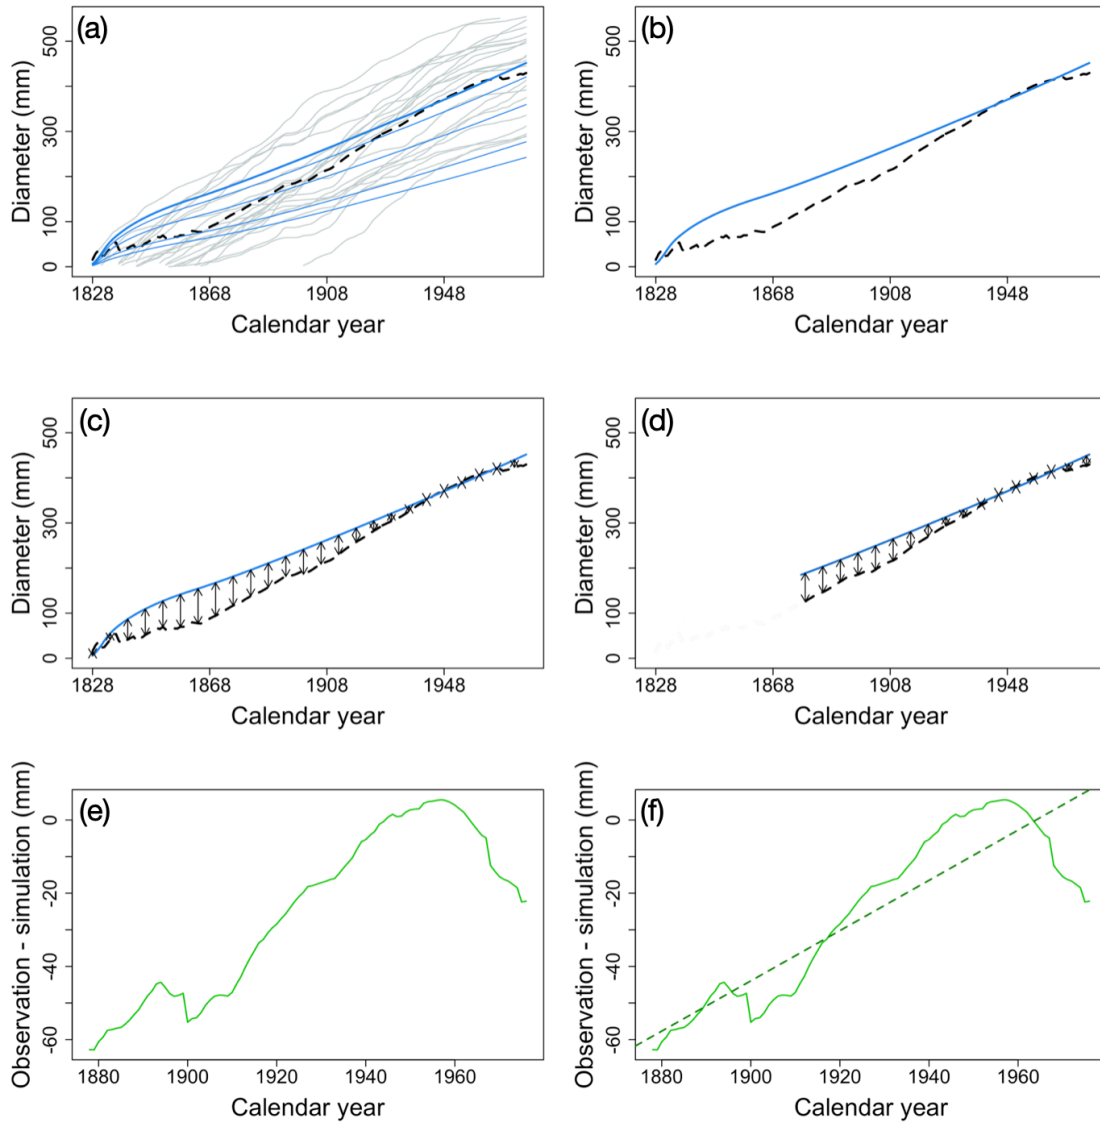 (a)
Diameter (mm)
500
300
100
0
1828 1868 1908 1948
Calendar year
(b)
Diameter (mm)
500
300
100
0
1828 1868 1908 1948
Calendar year
(c)
Diameter (mm)
500
300
100
0
1828 1868 1908 1948
Calendar year
(d)
Diameter (mm)
500
300
100
0
1828 1868 1908 1948
Calendar year
(e)
Observation - simulation (mm)
0
-20
-40
-60
1880 1900 1920 1940 1960
Calendar year
(f)
Observation - simulation (mm)
0
-20
-40
-60
1880 1900 1920 1940 1960
Calendar year